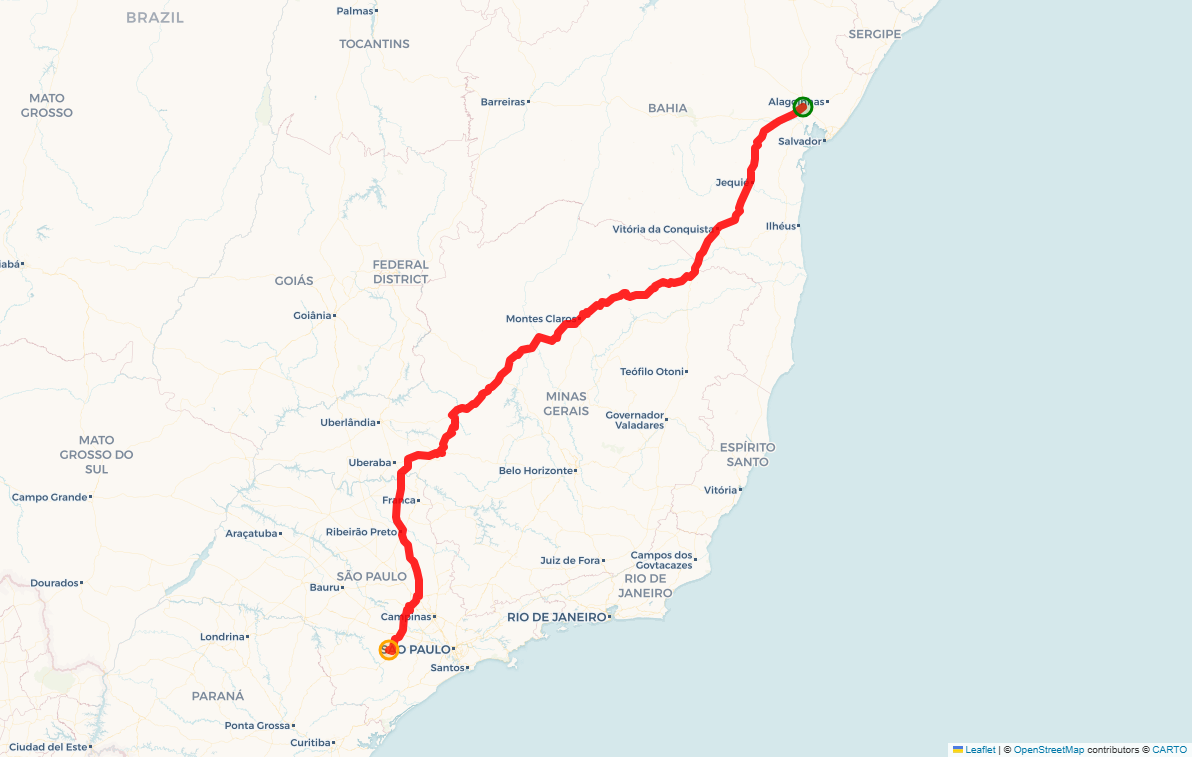 BRAZIL
Palmas
SERGIPE
TOCANTINS
MATO
GROSSO
Barreiras
BAHIA
Alagoinhas
Salvador
Jequié
Vitória da Conquista
Ilhéus
FEDERAL
DISTRICT
iabá
GOIÁS
Goiânia
Montes Claros
Teófilo Otoni
MINAS
GERAIS
Governador
Valadares
Uberlândia
MATO
GROSSO DO
SUL
ESPÍRITO
SANTO
Uberaba
Belo Horizonte
Vitória
Campo Grande
Franca
Araçatuba
Ribeirão Preto
Juiz de Fora
Campos dos
Govtacazes
RIO DE
JANEIRO
SÃO PAULO
Dourados
Bauru
Campinas
RIO DE JANEIRO
Londrina
SÃO PAULO
Santos
PARANÁ
Ponta Grossa
Curitiba
Ciudad del Este
Leaflet | © OpenStreetMap contributors © CARTO